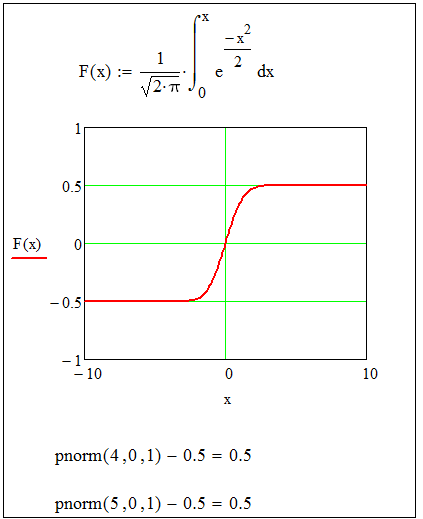 F(x) := 1/√(2·π) · ∫₀ˣ e^(−x²/2) dx
1
0.5
F(x) 0
−0.5
−1
−10 0 10
x
pnorm(4,0,1) − 0.5 = 0.5
pnorm(5,0,1) − 0.5 = 0.5